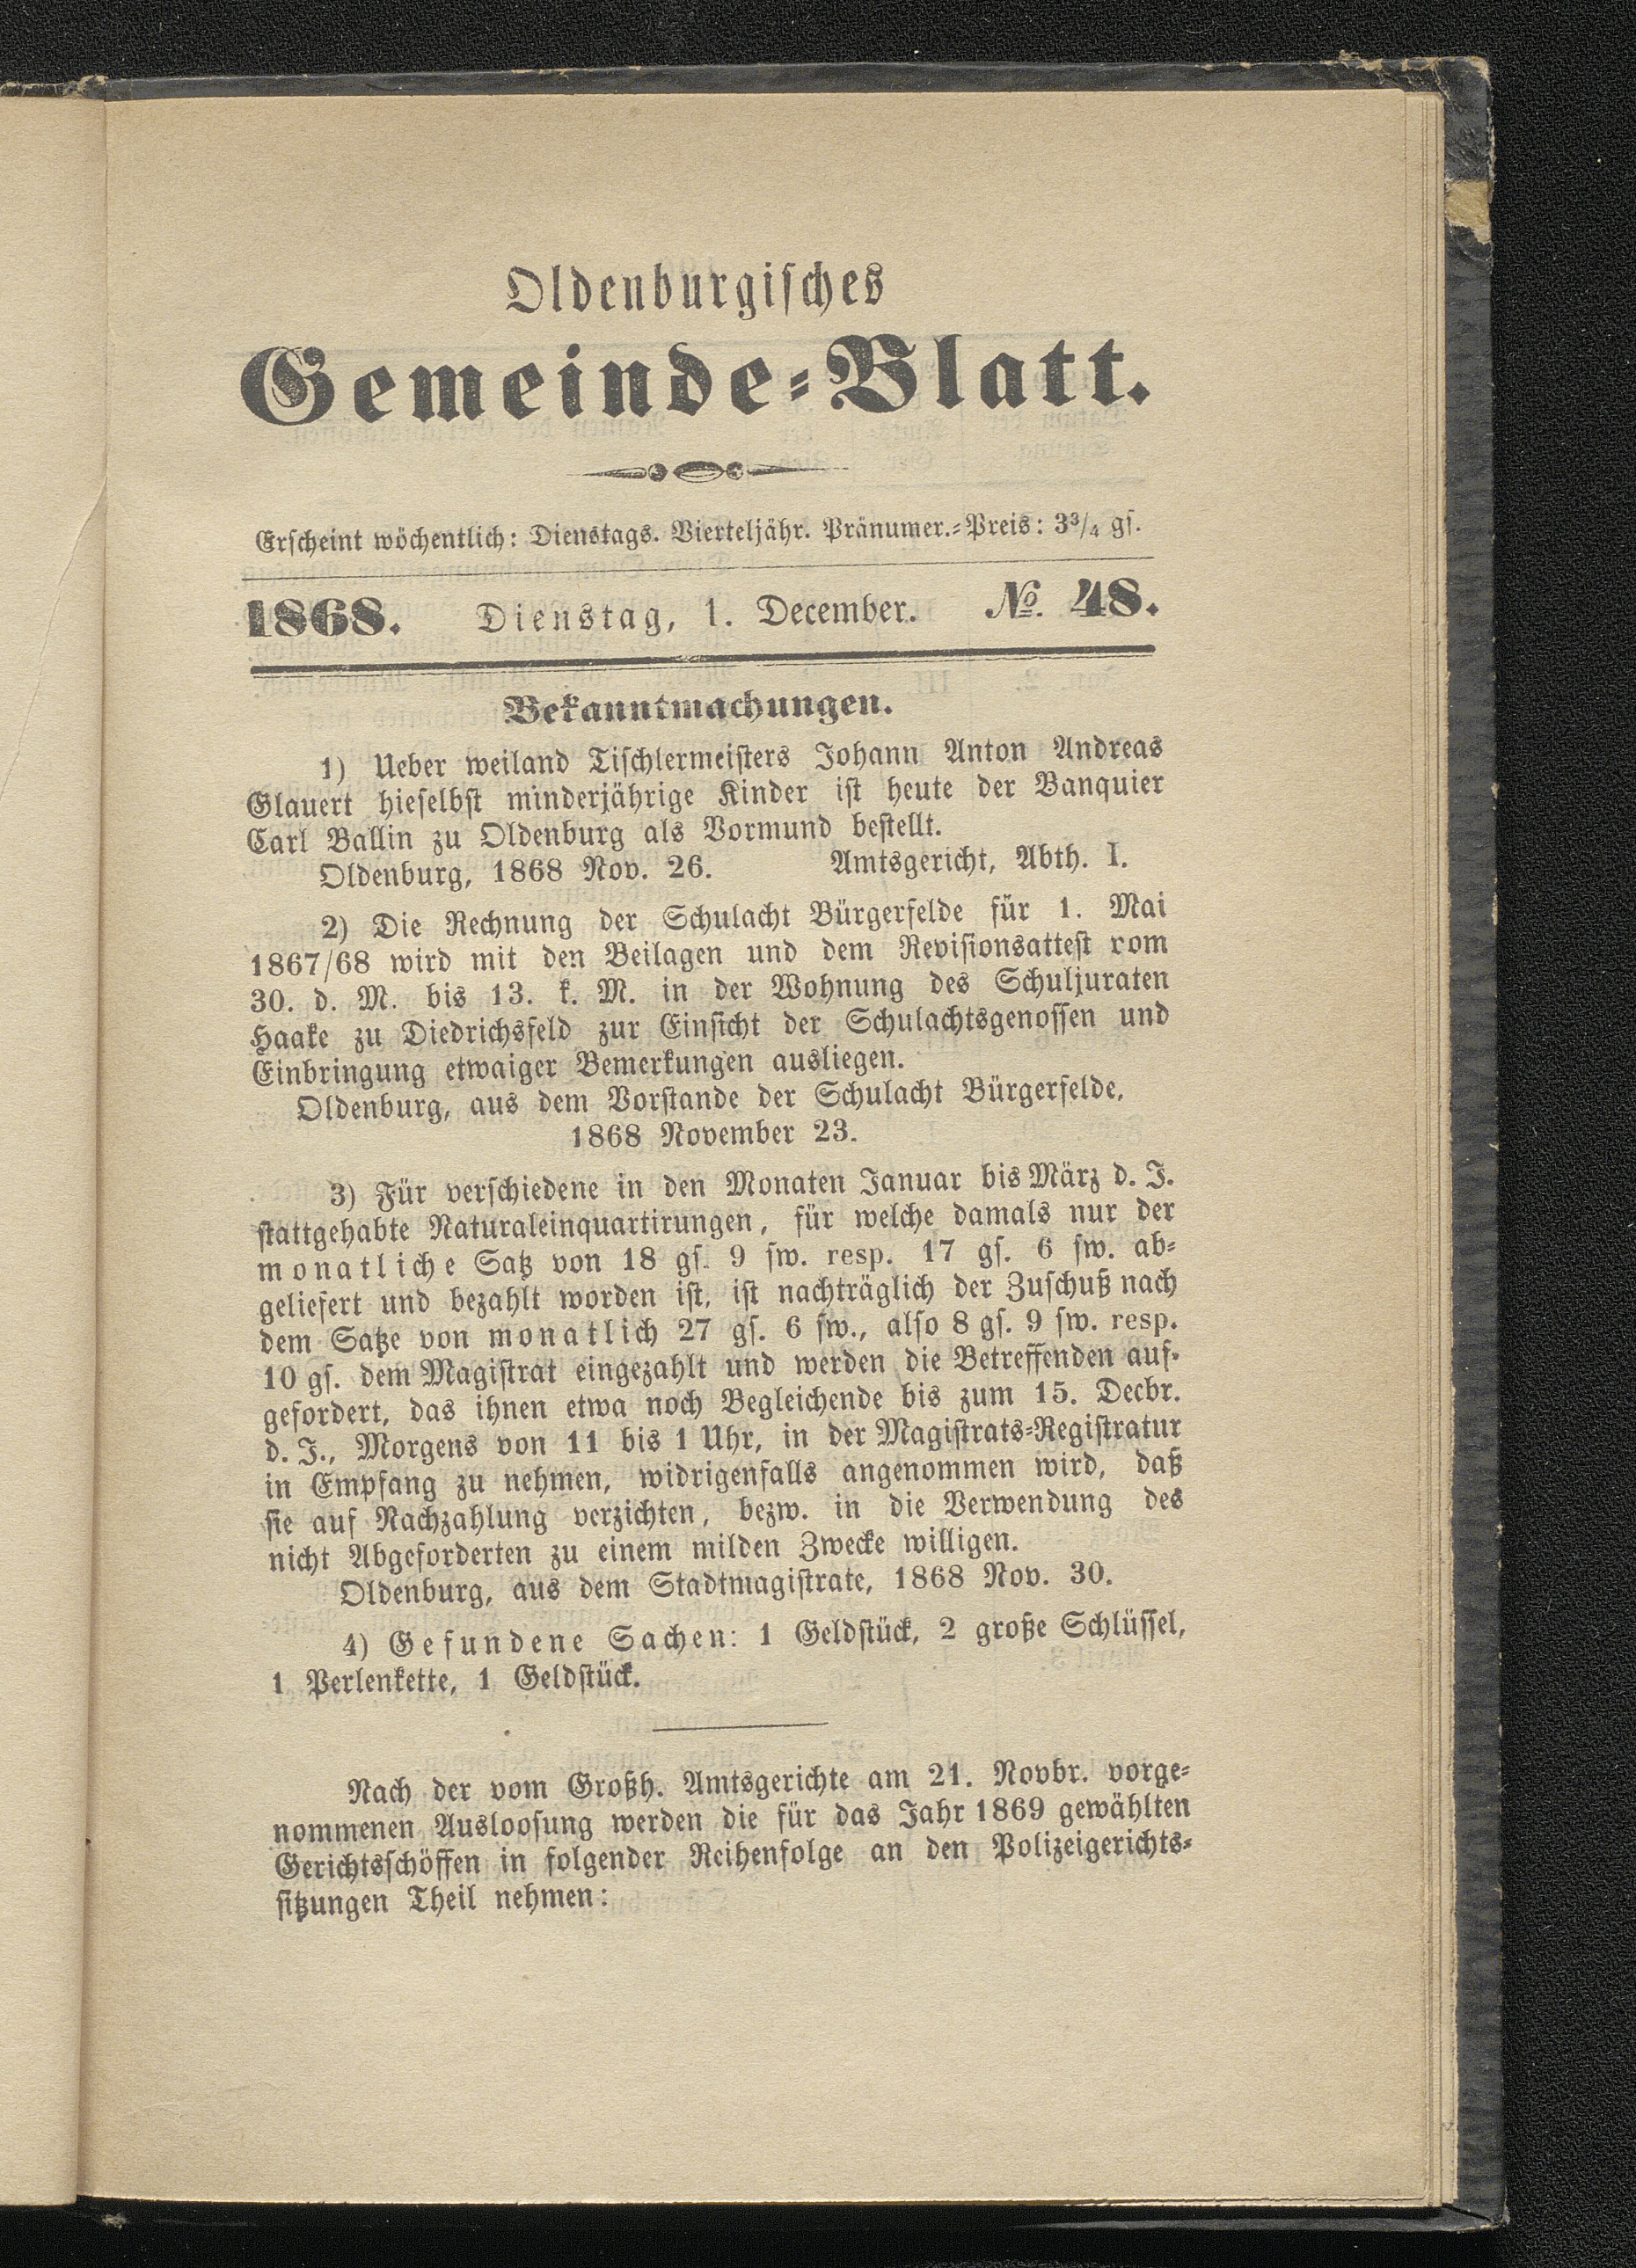 Oldenburgisches
Gemeinde-Blatt.
Erscheint wöchentlich: Dienstags. Vierteljähr. Pränumer.-Preis: 3¾ gs.
1868. Dienstag, 1. December. №. 48.
Bekanntmachungen.
1) Ueber weiland Tischlermeisters Johann Anton Andreas
Glauert hieselbst minderjährige Kinder ist heute der Banquier
Carl Ballin zu Oldenburg als Vormund bestellt.
Oldenburg, 1868 Nov. 26. Amtsgericht, Abth. I.
2) Die Rechnung der Schulacht Bürgerfelde für 1. Mai
1867/68 wird mit den Beilagen und dem Revisionsattest vom
30. d. M. bis 13. k. M. in der Wohnung des Schuljuraten
Haake zu Diedrichsfeld zur Einsicht der Schulachtsgenossen und
Einbringung etwaiger Bemerkungen ausliegen.
Oldenburg, aus dem Vorstande der Schulacht Bürgerfelde,
1868 November 23.
3) Für verschiedene in den Monaten Januar bis März d. J.
stattgehabte Naturaleinquartirungen, für welche damals nur der
monatliche Satz von 18 gs. 9 sw. resp. 17 gs. 6 sw. ab-
geliefert und bezahlt worden ist, ist nachträglich der Zuschuß nach
dem Satze von monatlich 27 gs. 6 sw., also 8 gs. 9 sw. resp.
10 gs. dem Magistrat eingezahlt und werden die Betreffenden auf-
gefordert, das ihnen etwa noch Begleichende bis zum 15. Decbr.
d. J., Morgens von 11 bis 1 Uhr, in der Magistrats-Registratur
in Empfang zu nehmen, widrigenfalls angenommen wird, daß
sie auf Nachzahlung verzichten, bezw. in die Verwendung des
nicht Abgeforderten zu einem milden Zwecke willigen.
Oldenburg, aus dem Stadtmagistrate, 1868 Nov. 30.
4) Gefundene Sachen: 1 Geldstück, 2 große Schlüssel,
1 Perlenkette, 1 Geldstück.
Nach der vom Großh. Amtsgerichte am 21. Novbr. vorge-
nommenen Ausloosung werden die für das Jahr 1869 gewählten
Gerichtsschöffen in folgender Reihenfolge an den Polizeigerichts-
sitzungen Theil nehmen: